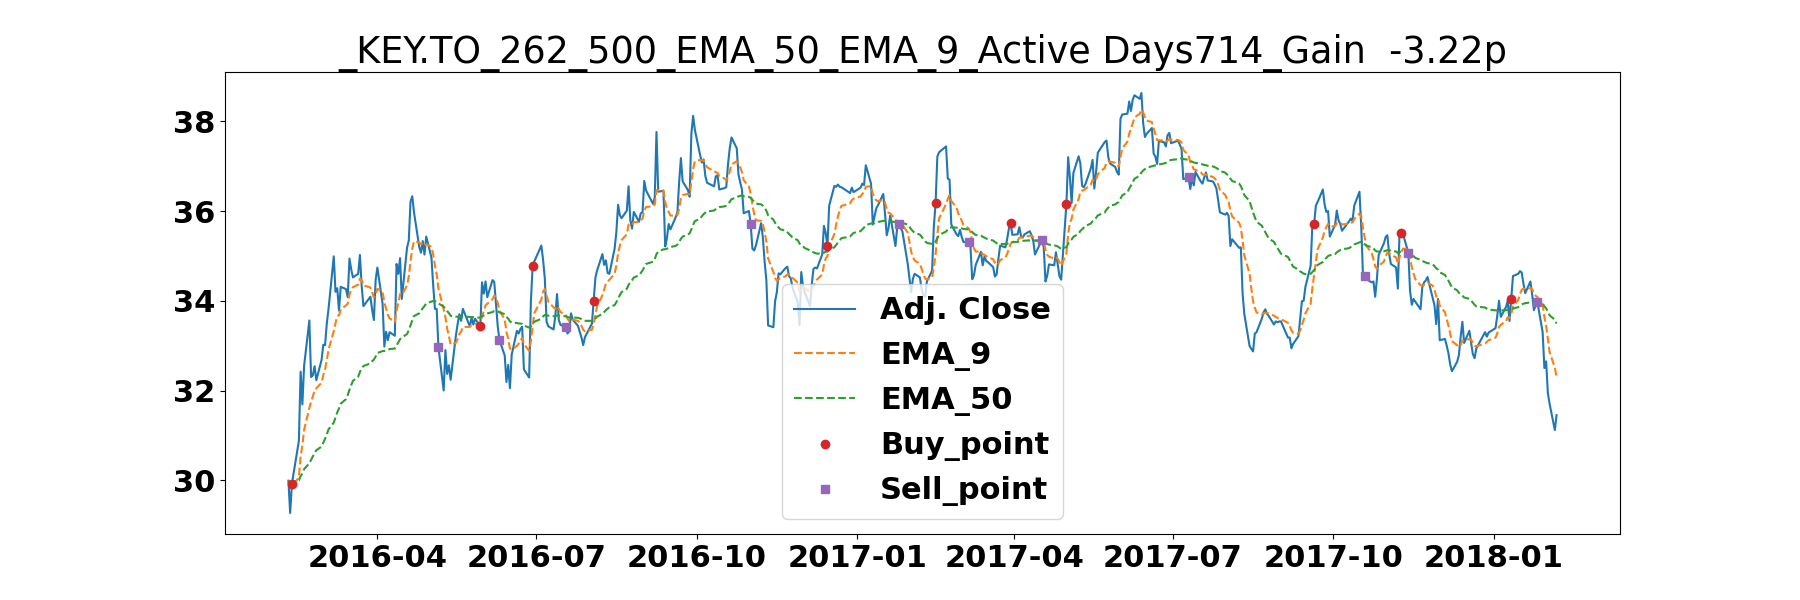 _KEY.TO_262_500_EMA_50_EMA_9_Active Days714_Gain  -3.22p
38
36
34
32
30
Adj. Close
EMA_9
EMA_50
Buy_point
Sell_point
2016-04 2016-07 2016-10 2017-01 2017-04 2017-07 2017-10 2018-01